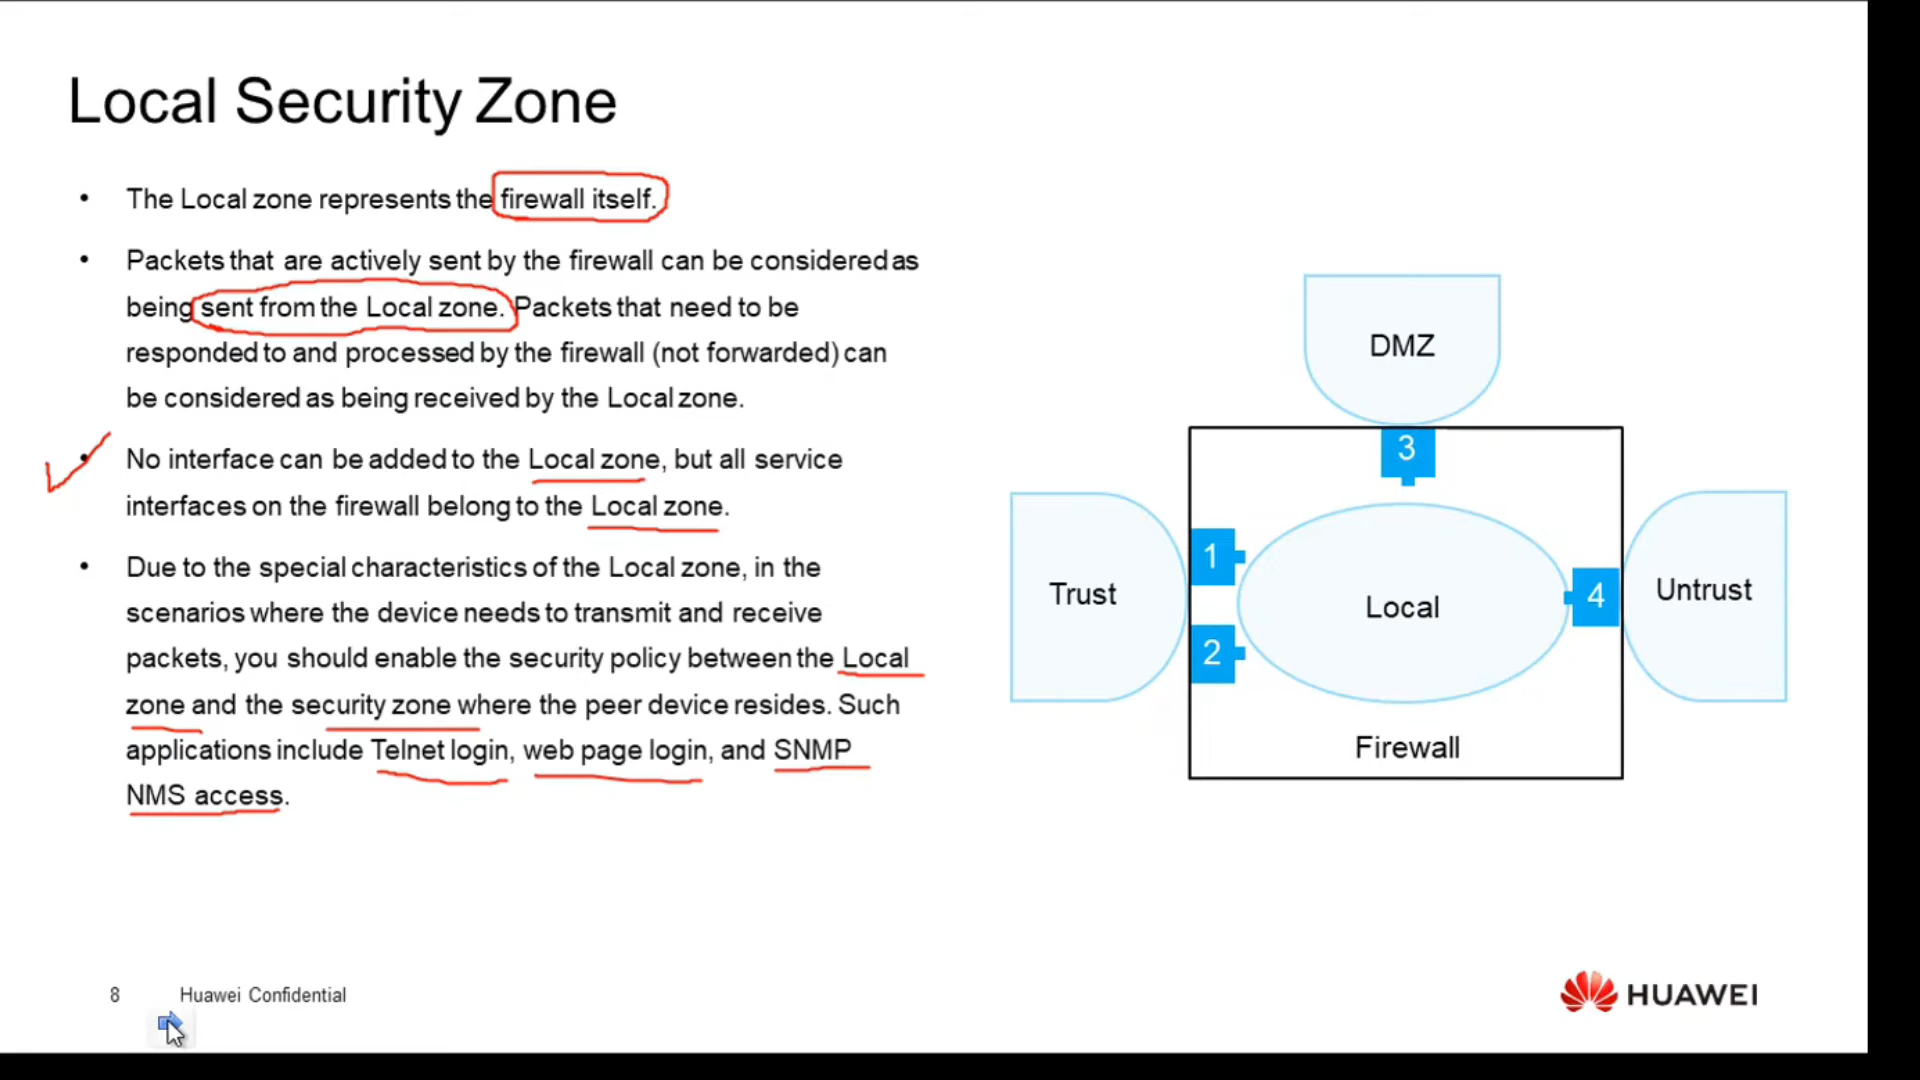 Local Security Zone
• The Local zone represents the firewall itself.
• Packets that are actively sent by the firewall can be considered as
being sent from the Local zone. Packets that need to be
responded to and processed by the firewall (not forwarded) can
be considered as being received by the Local zone.
• No interface can be added to the Local zone, but all service
interfaces on the firewall belong to the Local zone.
• Due to the special characteristics of the Local zone, in the
scenarios where the device needs to transmit and receive
packets, you should enable the security policy between the Local
zone and the security zone where the peer device resides. Such
applications include Telnet login, web page login, and SNMP
NMS access.
DMZ
3
1
Trust
Local
4
Untrust
2
Firewall
8
Huawei Confidential
HUAWEI